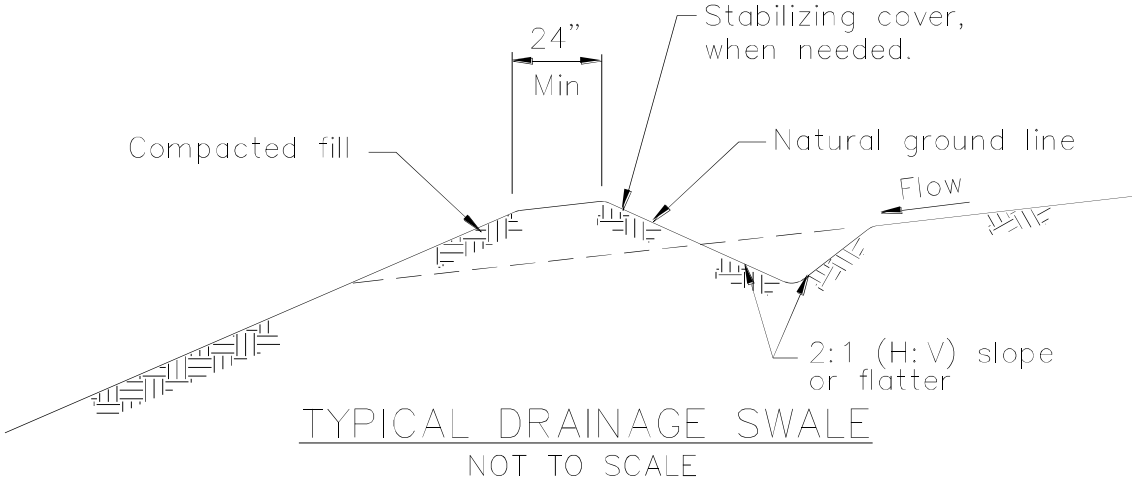 Stabilizing cover,
when needed.
24”
Min
Compacted fill
Natural ground line
Flow
2:1 (H:V) slope
or flatter
TYPICAL DRAINAGE SWALE
NOT TO SCALE